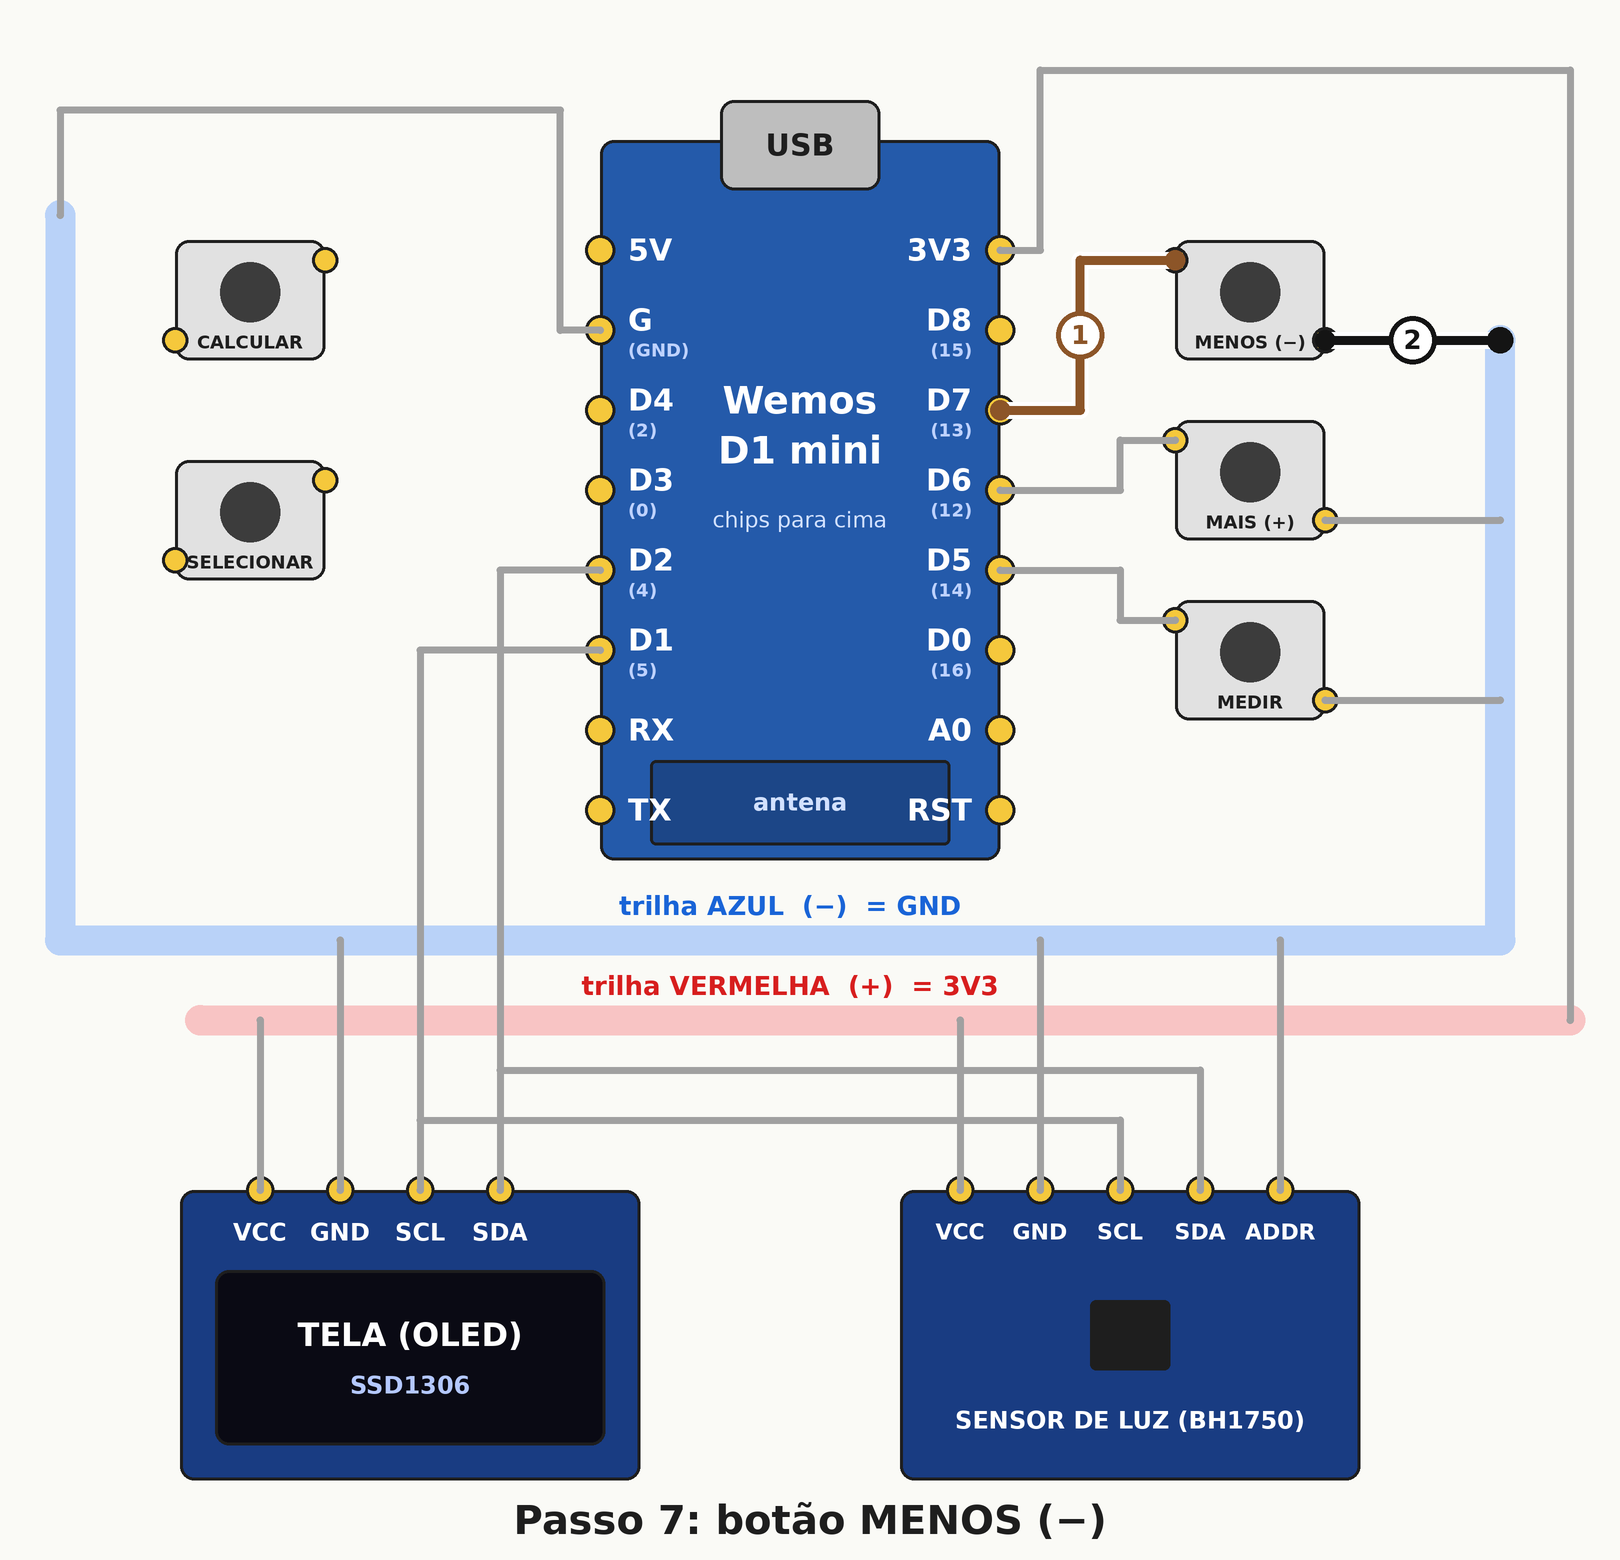 USB
5V
3V3
G
(GND)
D8
(15)
D4
(2)
D7
(13)
Wemos
D1 mini
D3
(0)
D6
(12)
chips para cima
D2
(4)
D5
(14)
D1
(5)
D0
(16)
RX
A0
TX
antena
RST
CALCULAR
SELECIONAR
1
MENOS (−)
2
MAIS (+)
MEDIR
trilha AZUL (−) = GND
trilha VERMELHA (+) = 3V3
VCC GND SCL SDA
TELA (OLED)
SSD1306
VCC GND SCL SDA ADDR
SENSOR DE LUZ (BH1750)
Passo 7: botão MENOS (−)